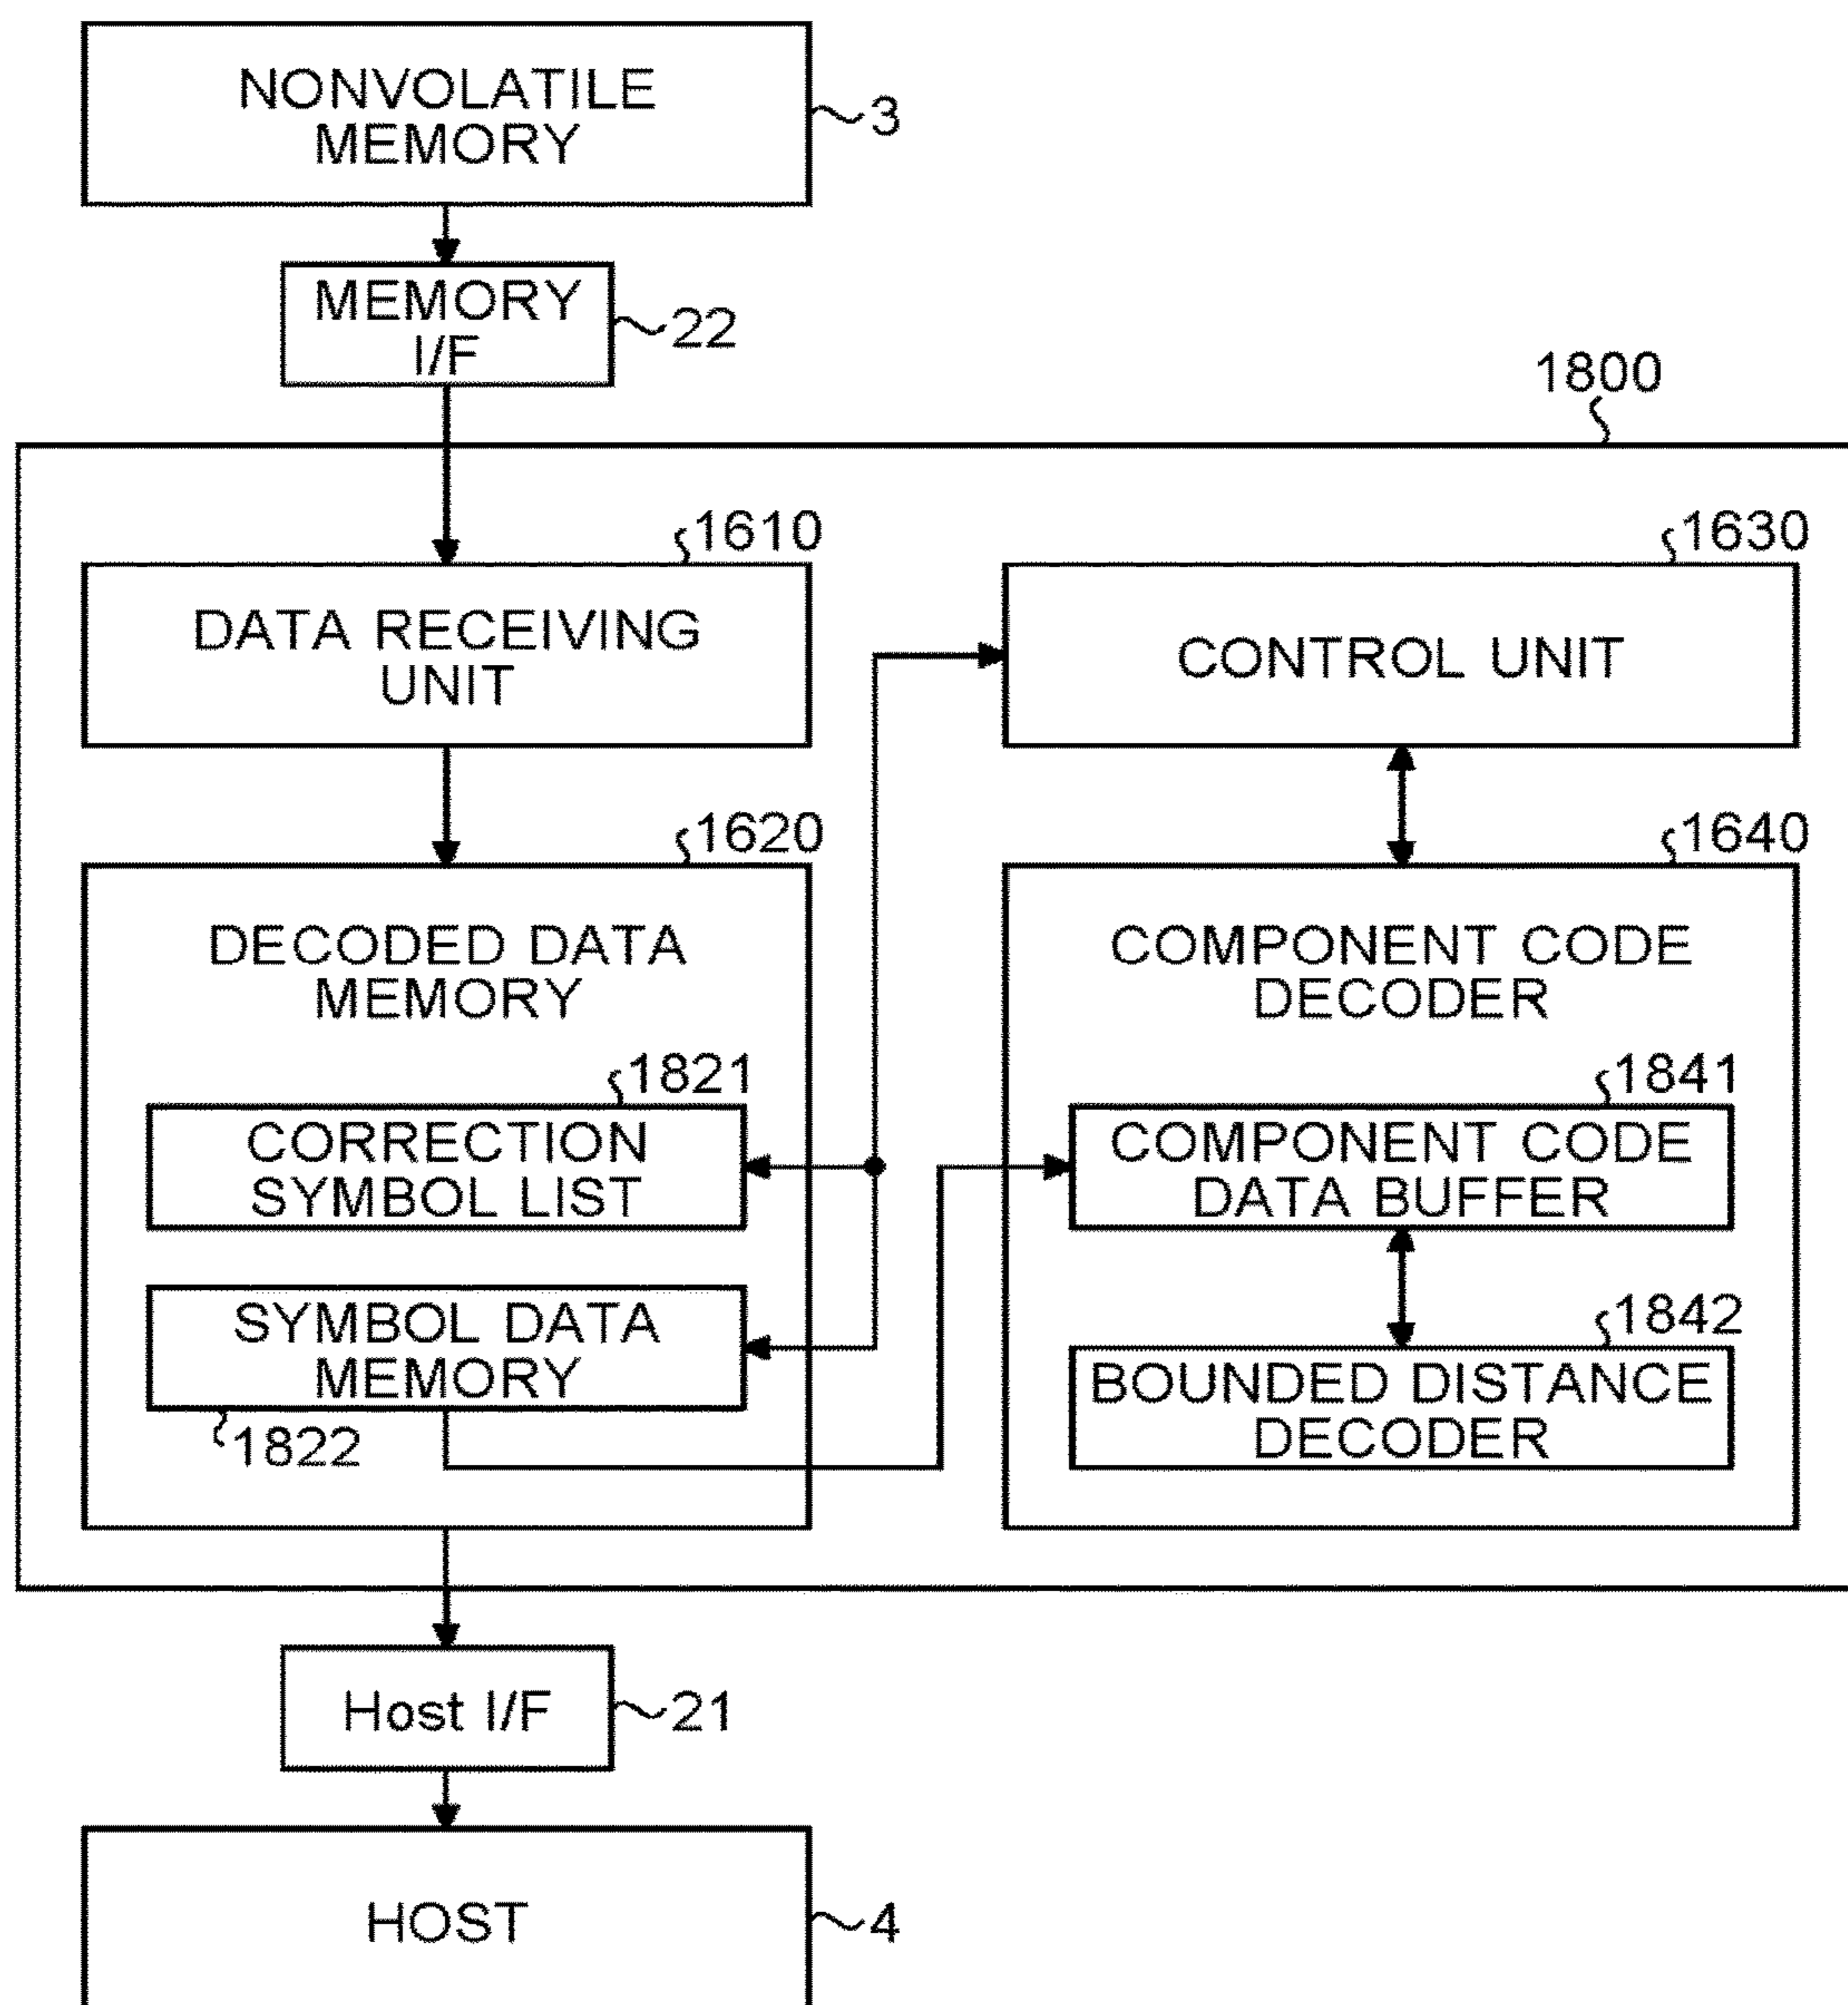 NONVOLATILE
MEMORY
3
MEMORY
I/F
22
1800
1610
DATA RECEIVING
UNIT
1630
CONTROL UNIT
1620
DECODED DATA
MEMORY
1821
CORRECTION
SYMBOL LIST
SYMBOL DATA
MEMORY
1822
1640
COMPONENT CODE
DECODER
1841
COMPONENT CODE
DATA BUFFER
1842
BOUNDED DISTANCE
DECODER
Host I/F
21
HOST
4